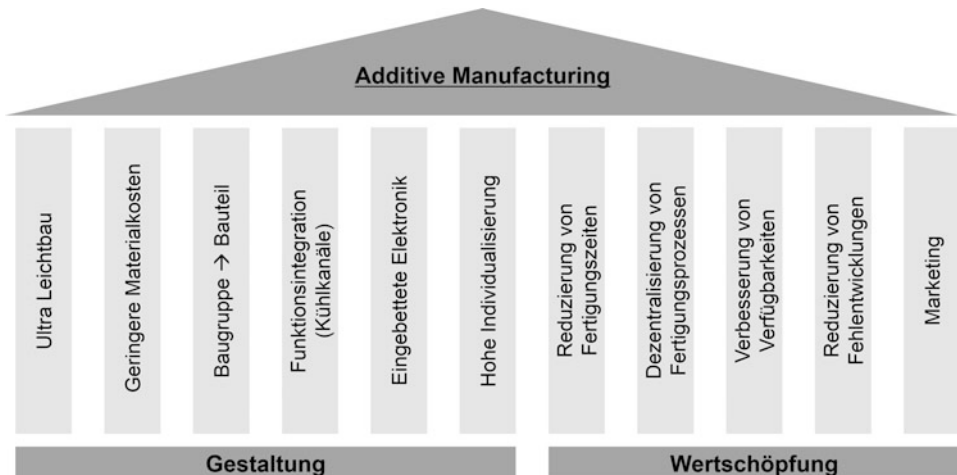 Additive Manufacturing
Ultra Leichtbau
Geringere Materialkosten
Baugruppe → Bauteil
Funktionsintegration
(Kühlkanäle)
Eingebettete Elektronik
Hohe Individualisierung
Reduzierung von
Fertigungszeiten
Dezentralisierung von
Fertigungsprozessen
Verbesserung von
Verfügbarkeiten
Reduzierung von
Fehlentwicklungen
Marketing
Gestaltung
Wertschöpfung